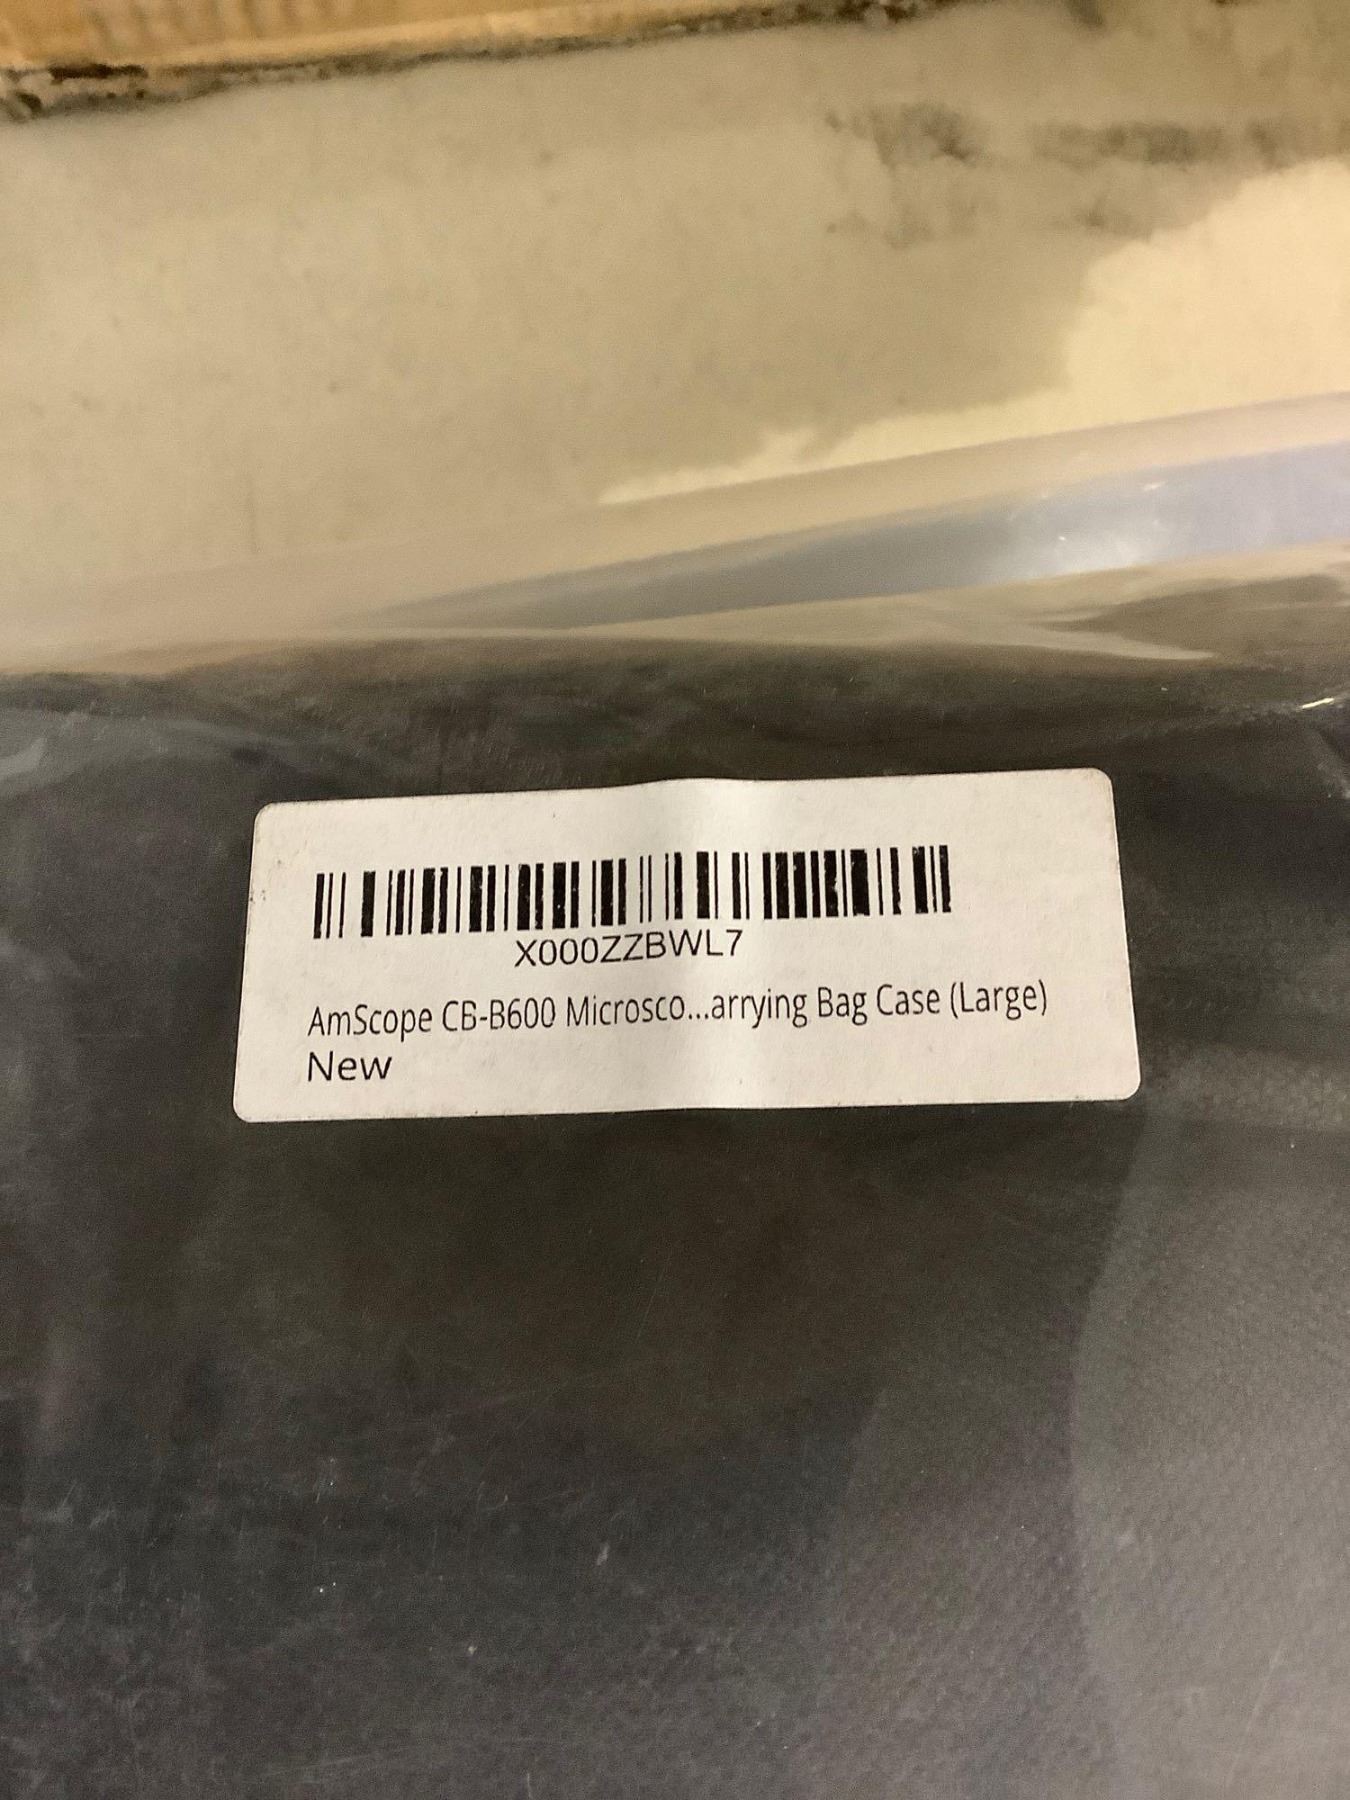 X000ZZBWL7
AmScope CB-B600 Microsco...arrying Bag Case (Large)
New